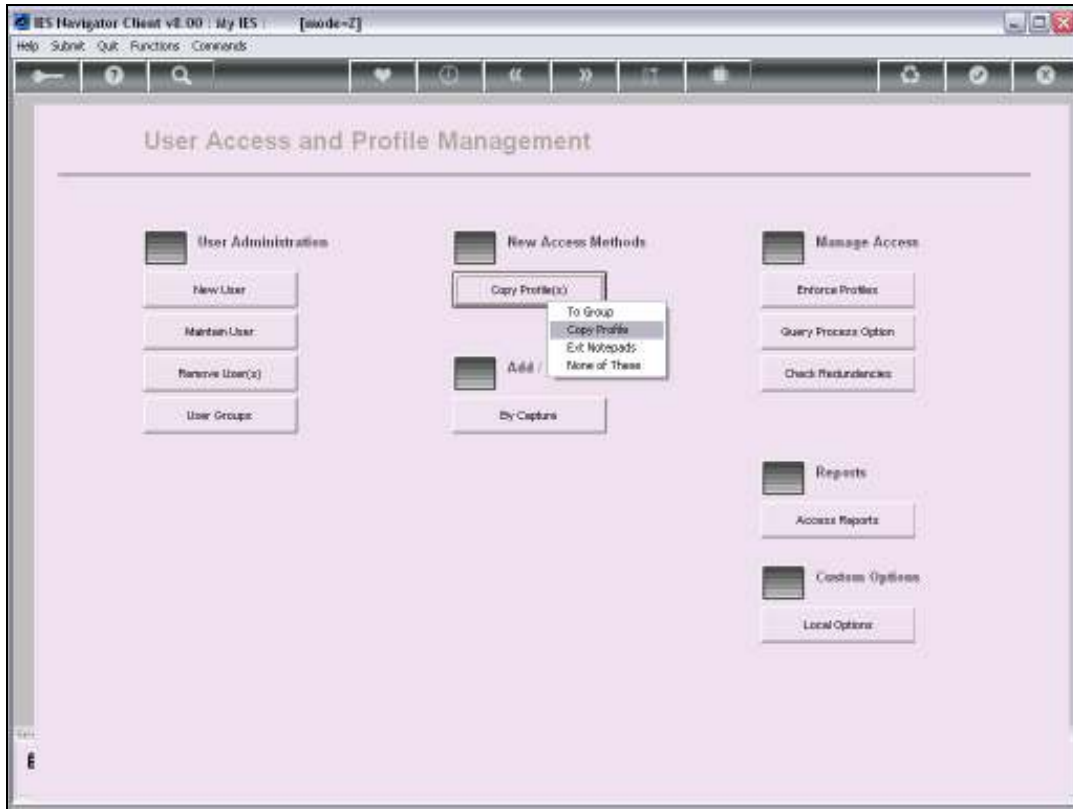 IES Navigator Client v8.00 : My IES : [mode=Z]
Help Submit Quit Functions Commands
User Access and Profile Management
User Administration
New User
Maintain User
Remove User(s)
User Groups
New Access Methods
Copy Profile(s)
To Group
Copy Profile
Exit Notepads
None of These
Add /
By Capture
Manage Access
Enforce Profiles
Query Process Option
Check Redundancies
Reports
Access Reports
Custom Options
Local Options